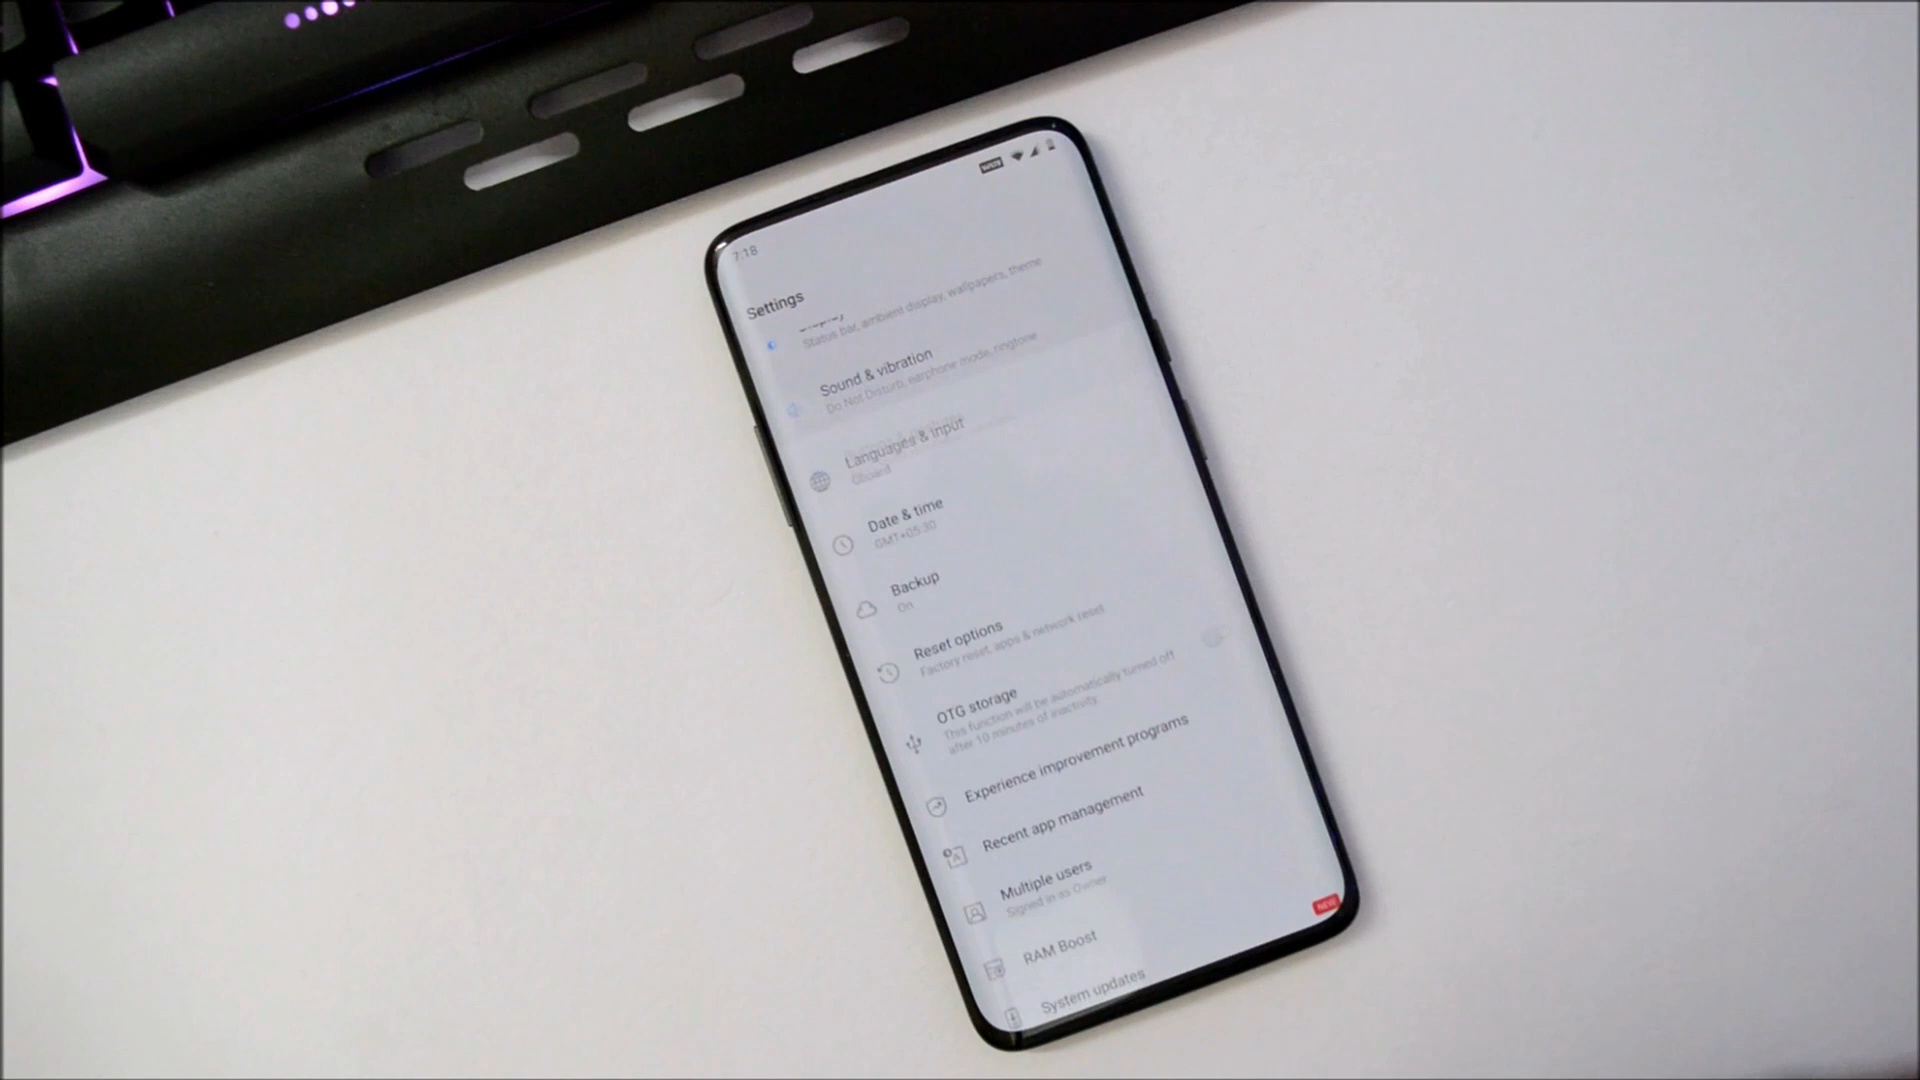 7:18
Settings
Display
Status bar, ambient display, wallpapers, theme
Sound & vibration
Do Not Disturb, earphone mode, ringtone
Languages & input
Gboard
Date & time
GMT+05:30
Backup
On
Reset options
Factory reset, apps & network reset
OTG storage
This function will be automatically turned off
after 10 minutes of inactivity.
Experience improvement programs
Recent app management
Multiple users
Signed in as Owner
RAM Boost
NEW
System updates